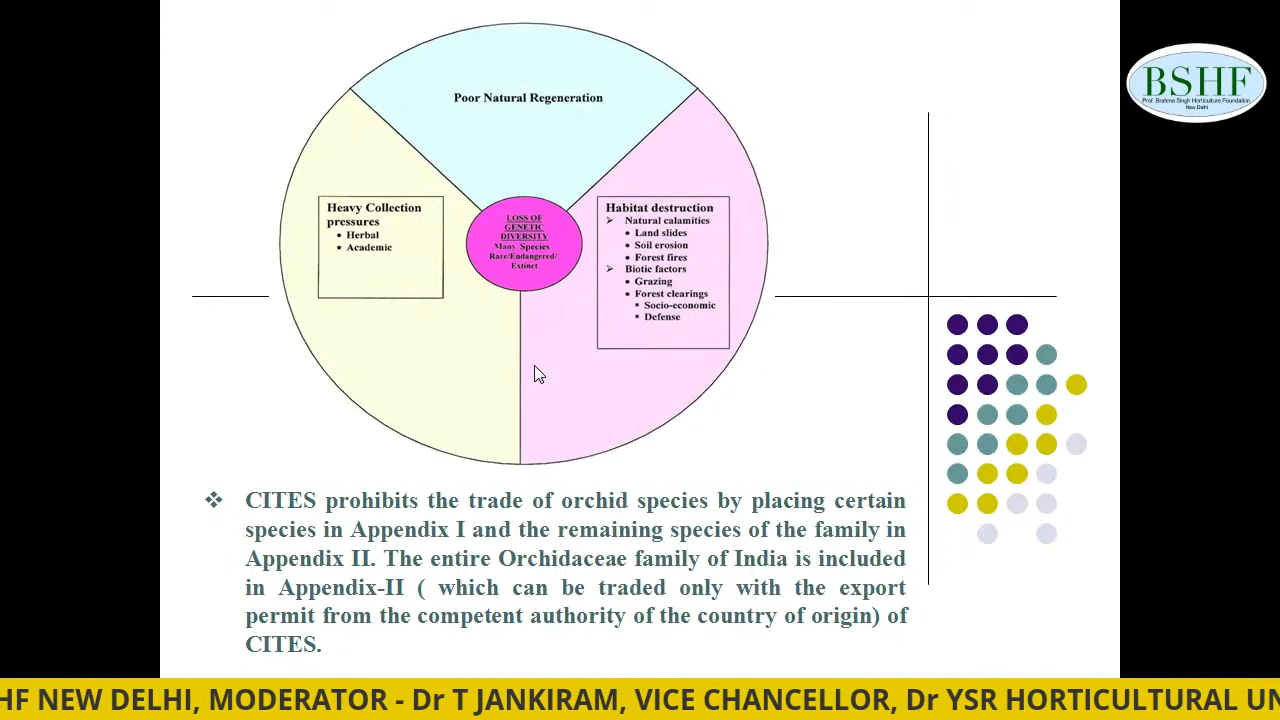 Poor Natural Regeneration
Heavy Collection
pressures
• Herbal
• Academic
LOSS OF
GENETIC
DIVERSITY
Many Species
Rare/Endangered/
Extinct
Habitat destruction
➢ Natural calamities
• Land slides
• Soil erosion
• Forest fires
➢ Biotic factors
• Grazing
• Forest clearings
▪ Socio-economic
▪ Defense
BSHF
Prof. Brahma Singh Horticulture Foundation
New Delhi
❖ CITES prohibits the trade of orchid species by placing certain
species in Appendix I and the remaining species of the family in
Appendix II. The entire Orchidaceae family of India is included
in Appendix-II ( which can be traded only with the export
permit from the competent authority of the country of origin) of
CITES.
HF NEW DELHI, MODERATOR - Dr T JANKIRAM, VICE CHANCELLOR, Dr YSR HORTICULTURAL UN